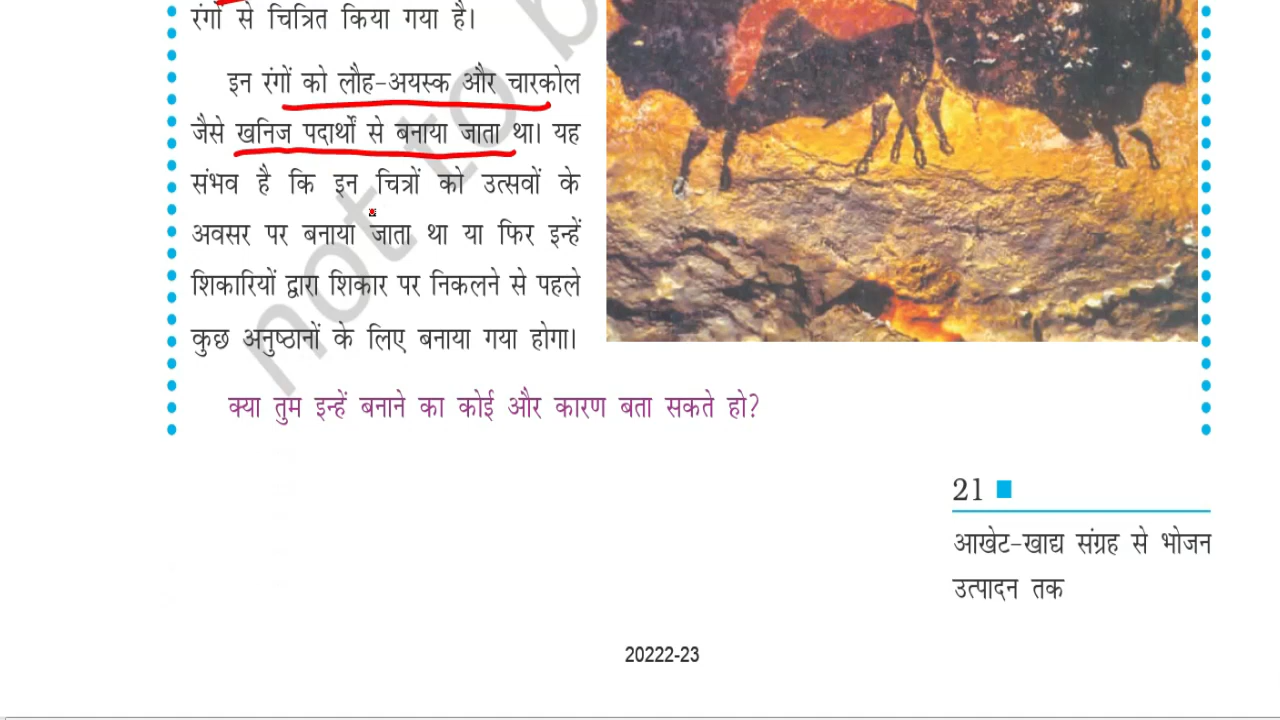 रंगों से चित्रित किया गया है।
इन रंगों को लौह-अयस्क और चारकोल
जैसे खनिज पदार्थों से बनाया जाता था। यह
संभव है कि इन चित्रों को उत्सवों के
अवसर पर बनाया जाता था या फिर इन्हें
शिकारियों द्वारा शिकार पर निकलने से पहले
कुछ अनुष्ठानों के लिए बनाया गया होगा।
क्या तुम इन्हें बनाने का कोई और कारण बता सकते हो?
21
आखेट-खाद्य संग्रह से भोजन
उत्पादन तक
20222-23
not to b